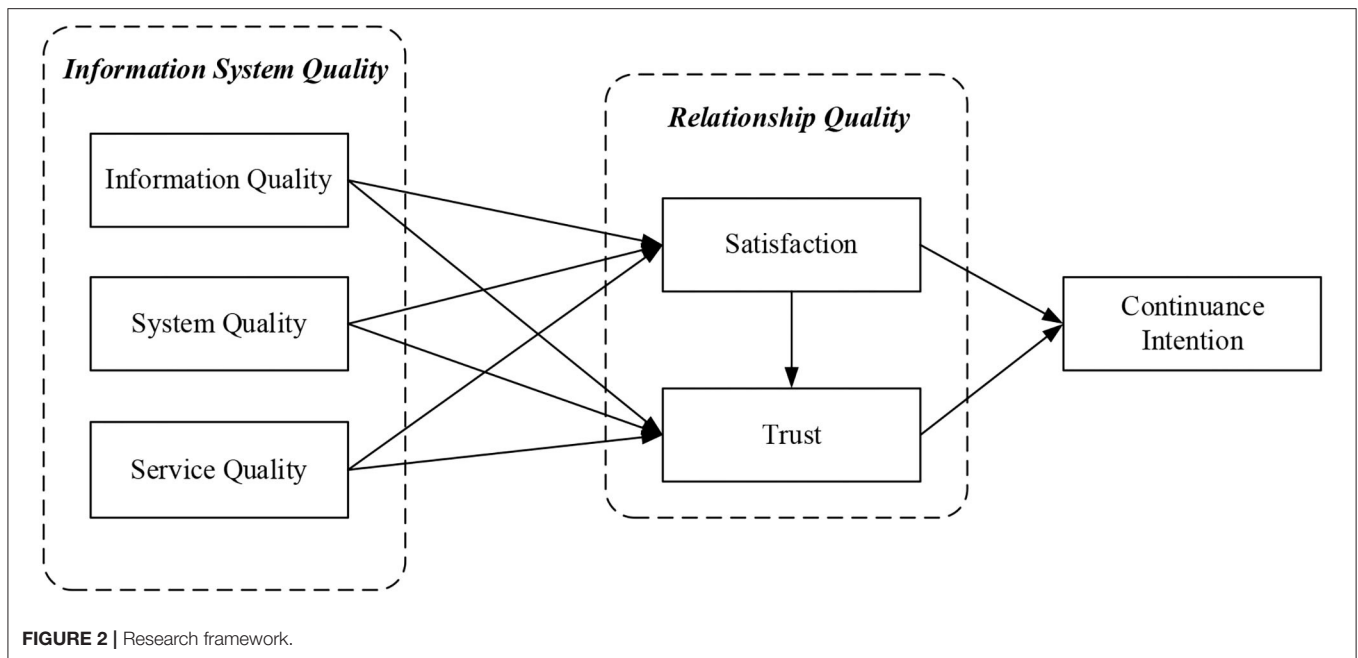 Information System Quality
Information Quality
System Quality
Service Quality
Relationship Quality
Satisfaction
Trust
Continuance
Intention
FIGURE 2 | Research framework.